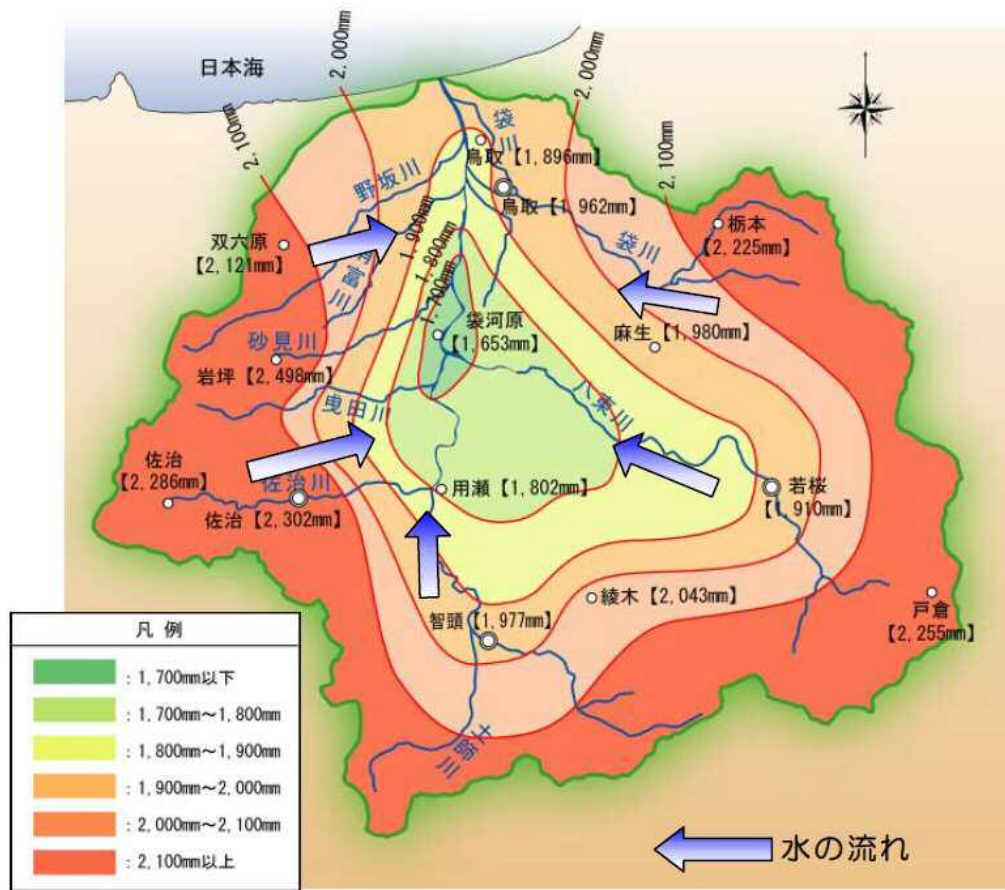 日本海
2,000mm
2,000mm
2,100mm
2,100mm
袋川
鳥取【1,896mm】
野坂川
鳥取【1,962mm】
栃本
【2,225mm】
双六原
【2,121mm】
1,900mm
1,800mm
1,700mm
袋川
袋河原
【1,653mm】
麻生【1,980mm】
砂見川
岩坪【2,498mm】
曳田川
八東川
佐治
【2,286mm】
佐治川
佐治【2,302mm】
用瀬【1,802mm】
若桜
【1,910mm】
綾木【2,043mm】
戸倉
【2,255mm】
智頭【1,977mm】
土師川
凡 例
:1,700mm以下
:1,700mm~1,800mm
:1,800mm~1,900mm
:1,900mm~2,000mm
:2,000mm~2,100mm
:2,100mm以上
水の流れ